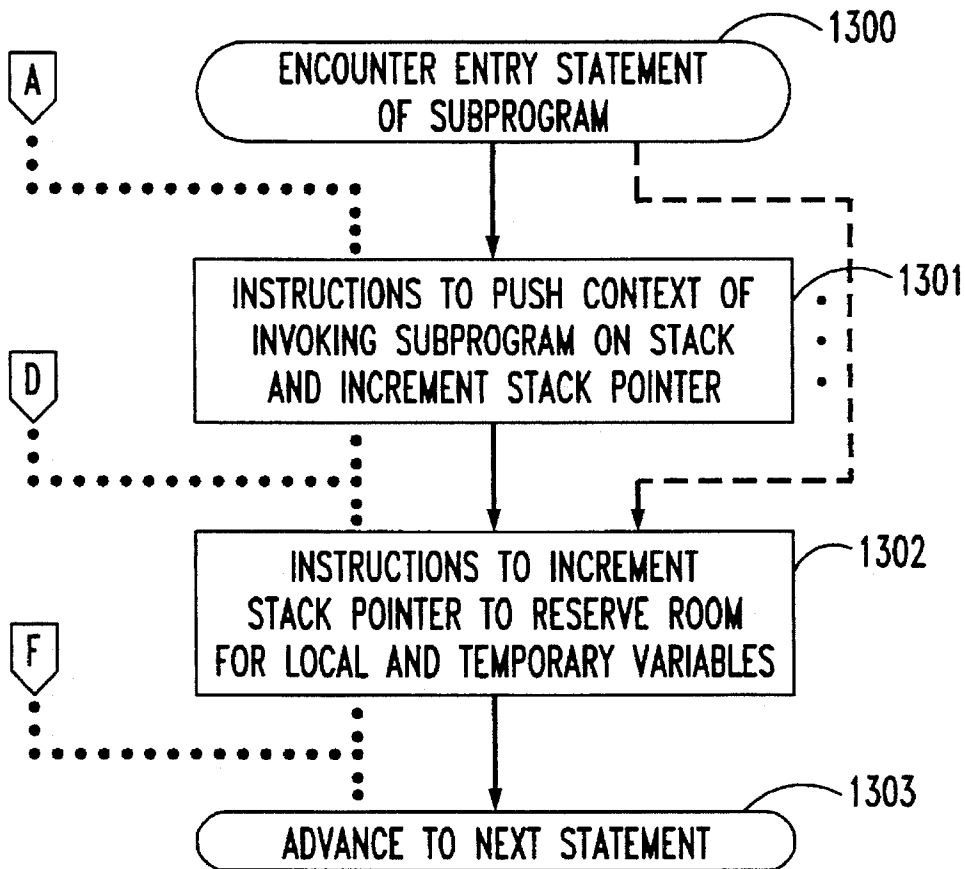 1300
A
ENCOUNTER ENTRY STATEMENT
OF SUBPROGRAM
1301
INSTRUCTIONS TO PUSH CONTEXT OF
INVOKING SUBPROGRAM ON STACK
AND INCREMENT STACK POINTER
D
1302
INSTRUCTIONS TO INCREMENT
STACK POINTER TO RESERVE ROOM
FOR LOCAL AND TEMPORARY VARIABLES
F
1303
ADVANCE TO NEXT STATEMENT